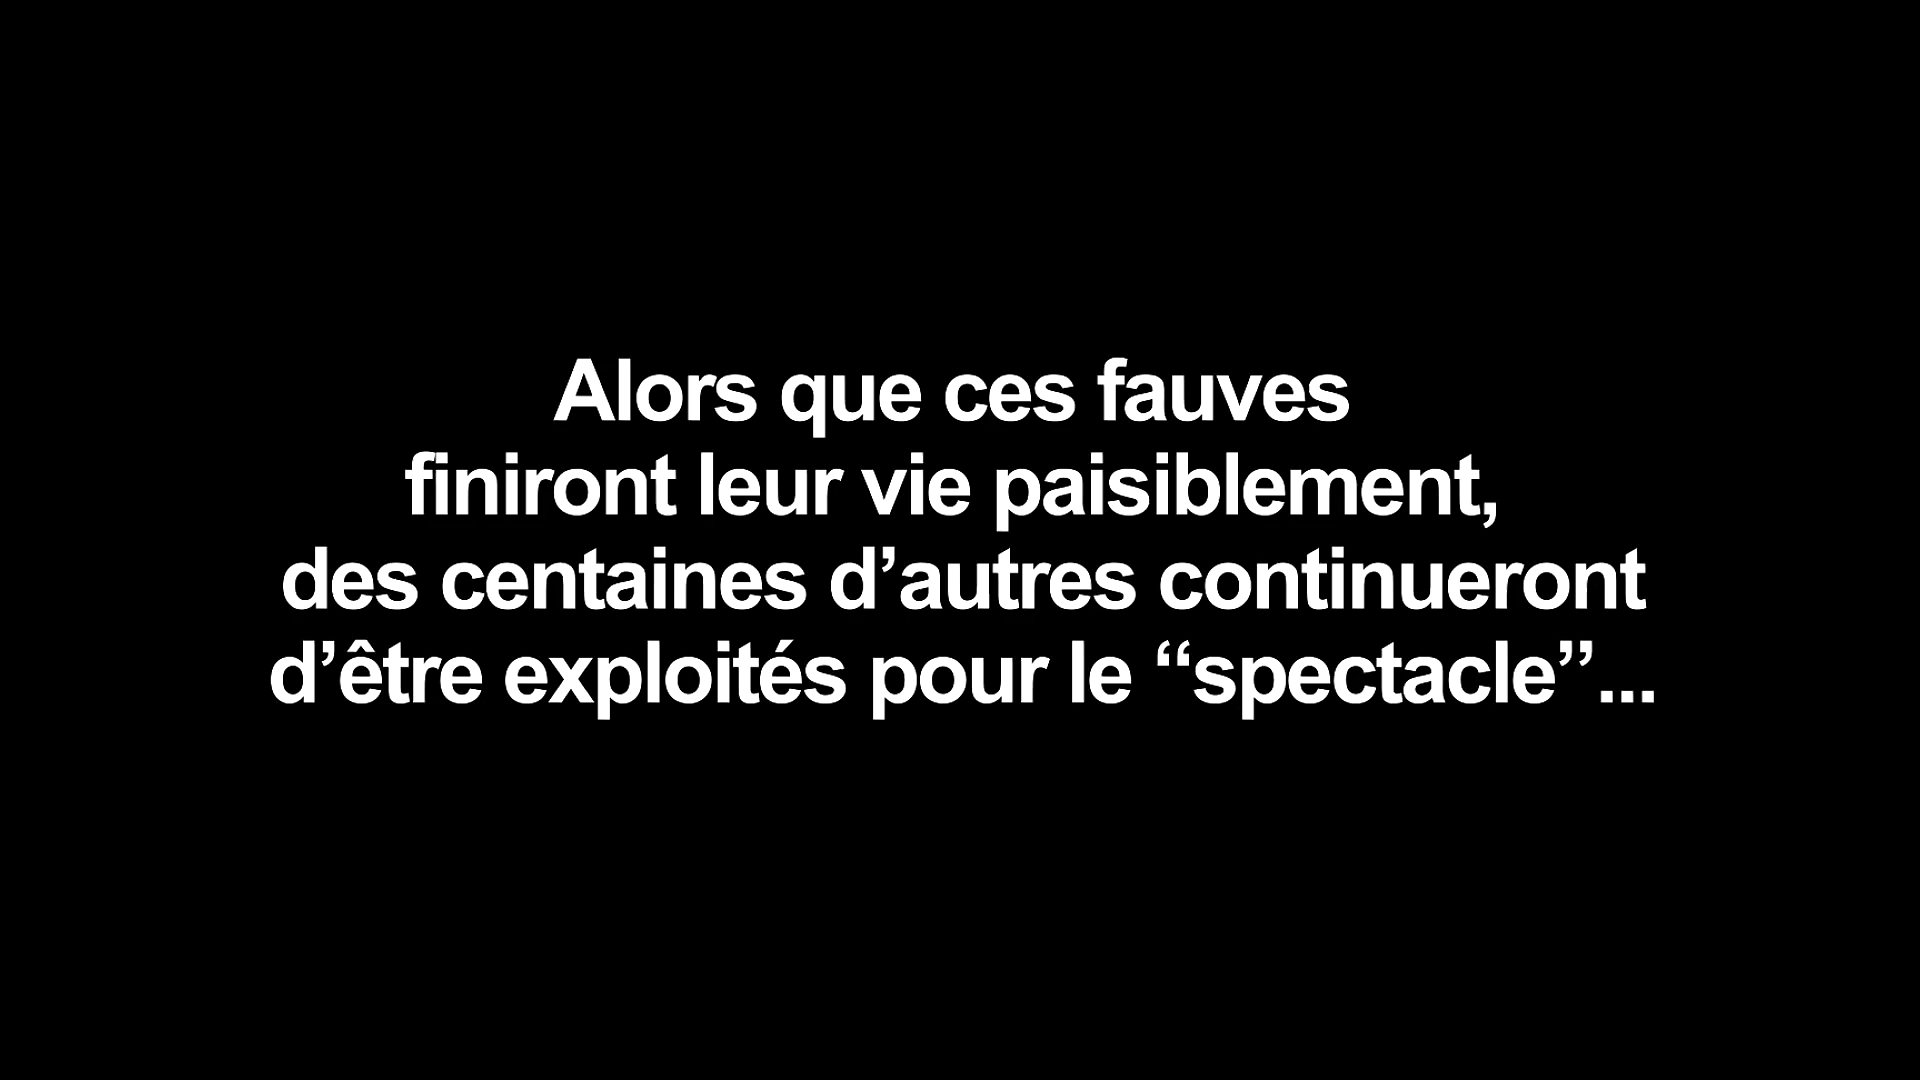 Alors que ces fauves
finiront leur vie paisiblement,
des centaines d’autres continueront
d’être exploités pour le “spectacle”...